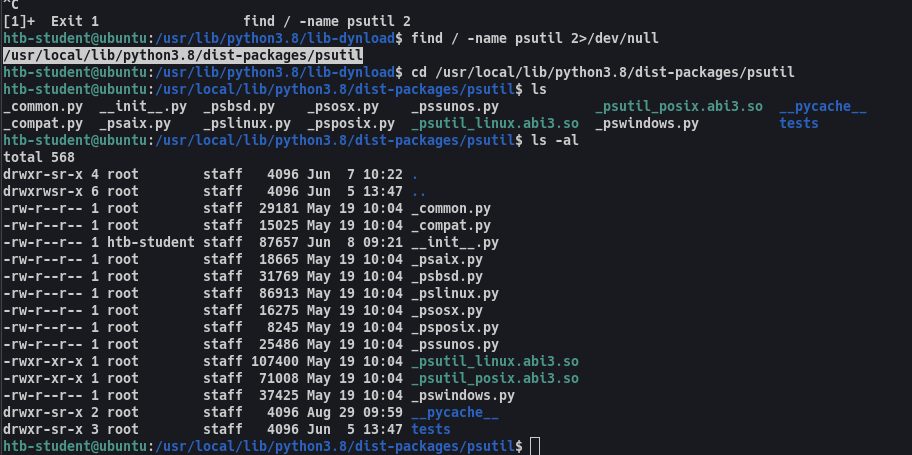 ^C
[1]+  Exit 1                  find / -name psutil 2
htb-student@ubuntu:/usr/lib/python3.8/lib-dynload$ find / -name psutil 2>/dev/null
/usr/local/lib/python3.8/dist-packages/psutil
htb-student@ubuntu:/usr/lib/python3.8/lib-dynload$ cd /usr/local/lib/python3.8/dist-packages/psutil
htb-student@ubuntu:/usr/local/lib/python3.8/dist-packages/psutil$ ls
_common.py  __init__.py  _psbsd.py    _psosx.py    _pssunos.py            _psutil_posix.abi3.so  __pycache__
_compat.py  _psaix.py    _pslinux.py  _psposix.py  _psutil_linux.abi3.so  _pswindows.py          tests
htb-student@ubuntu:/usr/local/lib/python3.8/dist-packages/psutil$ ls -al
total 568
drwxr-sr-x 4 root        staff   4096 Jun  7 10:22 .
drwxrwsr-x 6 root        staff   4096 Jun  5 13:47 ..
-rw-r--r-- 1 root        staff  29181 May 19 10:04 _common.py
-rw-r--r-- 1 root        staff  15025 May 19 10:04 _compat.py
-rw-r--r-- 1 htb-student staff  87657 Jun  8 09:21 __init__.py
-rw-r--r-- 1 root        staff  18665 May 19 10:04 _psaix.py
-rw-r--r-- 1 root        staff  31769 May 19 10:04 _psbsd.py
-rw-r--r-- 1 root        staff  86913 May 19 10:04 _pslinux.py
-rw-r--r-- 1 root        staff  16275 May 19 10:04 _psosx.py
-rw-r--r-- 1 root        staff   8245 May 19 10:04 _psposix.py
-rw-r--r-- 1 root        staff  25486 May 19 10:04 _pssunos.py
-rwxr-xr-x 1 root        staff 107400 May 19 10:04 _psutil_linux.abi3.so
-rwxr-xr-x 1 root        staff  71008 May 19 10:04 _psutil_posix.abi3.so
-rw-r--r-- 1 root        staff  37425 May 19 10:04 _pswindows.py
drwxr-sr-x 2 root        staff   4096 Aug 29 09:59 __pycache__
drwxr-sr-x 3 root        staff   4096 Jun  5 13:47 tests
htb-student@ubuntu:/usr/local/lib/python3.8/dist-packages/psutil$